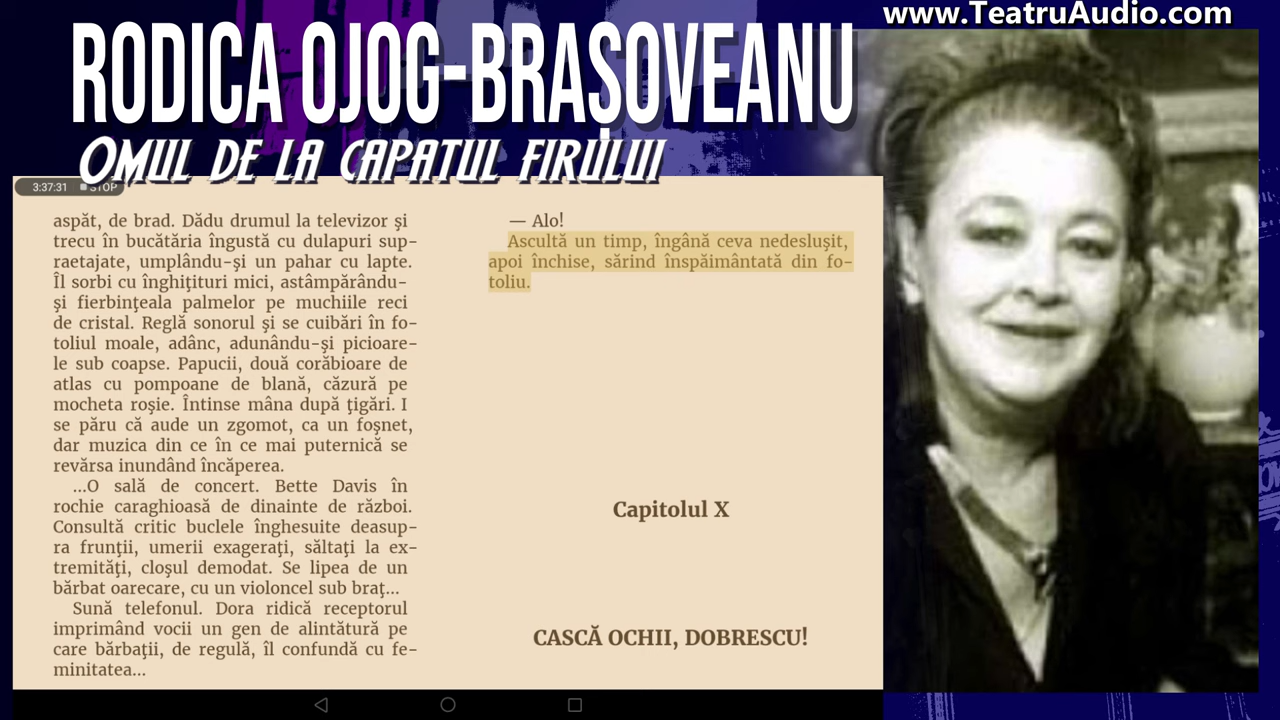 www.TeatruAudio.com
RODICA OJOG-BRAȘOVEANU
OMUL DE LA CAPATUL FIRULUI
3:37:31 STOP
aspăt, de brad. Dădu drumul la televizor şi
trecu în bucătăria îngustă cu dulapuri sup-
raetajate, umplându-şi un pahar cu lapte.
Îl sorbi cu înghiţituri mici, astâmpărându-
şi fierbinţeala palmelor pe muchiile reci
de cristal. Reglă sonorul şi se cuibări în fo-
toliul moale, adânc, adunându-şi picioare-
le sub coapse. Papucii, două corăbioare de
atlas cu pompoane de blană, căzură pe
mocheta roşie. Întinse mâna după ţigări. I
se păru că aude un zgomot, ca un foşnet,
dar muzica din ce în ce mai puternică se
revărsa inundând încăperea.
...O sală de concert. Bette Davis în
rochie caraghioasă de dinainte de război.
Consultă critic buclele înghesuite deasup-
ra frunţii, umerii exageraţi, săltaţi la ex-
tremităţi, cloşul demodat. Se lipea de un
bărbat oarecare, cu un violoncel sub braţ...
Sună telefonul. Dora ridică receptorul
imprimând vocii un gen de alintătură pe
care bărbaţii, de regulă, îl confundă cu fe-
minitatea...
— Alo!
Ascultă un timp, îngână ceva nedesluşit,
apoi închise, sărind înspăimântată din fo-
toliu.
Capitolul X
CASCĂ OCHII, DOBRESCU!